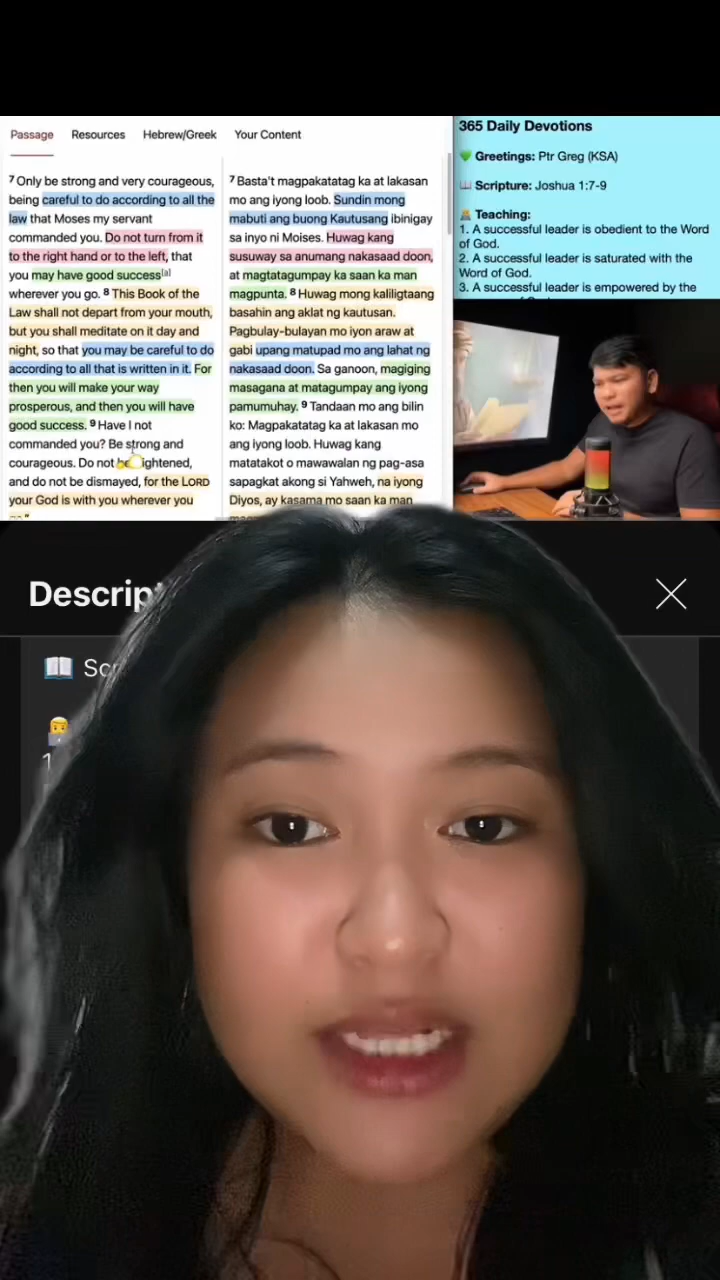 Passage Resources Hebrew/Greek Your Content
7 Only be strong and very courageous,
being careful to do according to all the
law that Moses my servant
commanded you. Do not turn from it
to the right hand or to the left, that
you may have good success[a]
wherever you go. 8 This Book of the
Law shall not depart from your mouth,
but you shall meditate on it day and
night, so that you may be careful to do
according to all that is written in it. For
then you will make your way
prosperous, and then you will have
good success. 9 Have I not
commanded you? Be strong and
courageous. Do not ightened,
and do not be dismayed, for the LORD
your God is with you wherever you
7 Basta't magpakatatag ka at lakasan
mo ang iyong loob. Sundin mong
mabuti ang buong Kautusang ibinigay
sa inyo ni Moises. Huwag kang
susuway sa anumang nakasaad doon,
at magtatagumpay ka saan ka man
magpunta. 8 Huwag mong kaliligtaang
basahin ang aklat ng kautusan.
Pagbulay-bulayan mo iyon araw at
gabi upang matupad mo ang lahat ng
nakasaad doon. Sa ganoon, magiging
masagana at matagumpay ang iyong
pamumuhay. 9 Tandaan mo ang bilin
ko: Magpakatatag ka at lakasan mo
ang iyong loob. Huwag kang
matatakot o mawawalan ng pag-asa
sapagkat akong si Yahweh, na iyong
Diyos, ay kasama mo saan ka man
365 Daily Devotions
💚 Greetings: Ptr Greg (KSA)
📖 Scripture: Joshua 1:7-9
👨‍🏫 Teaching:
1. A successful leader is obedient to the Word
of God.
2. A successful leader is saturated with the
Word of God.
3. A successful leader is empowered by the
Descrip
📖 Sc
1